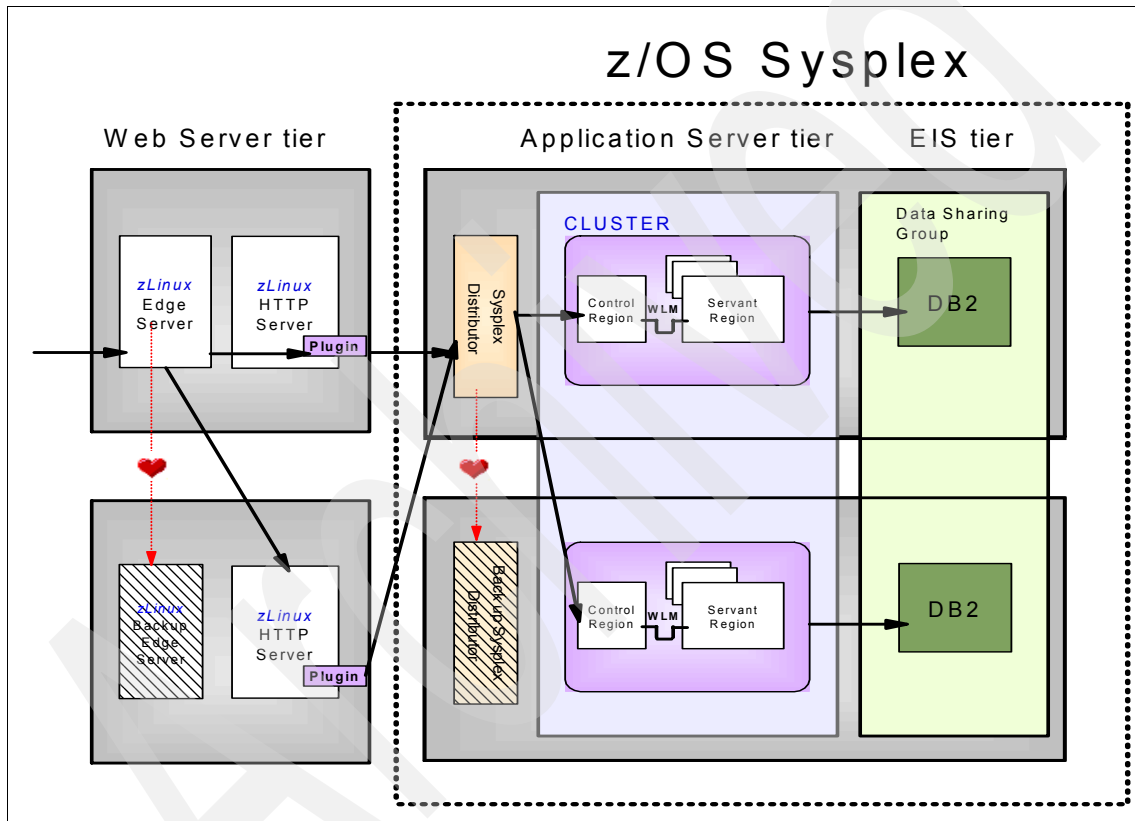 z/OS Sysplex
Web Server tier
Application Server tier
EIS tier
zLinux
Edge
Server
zLinux
HTTP
Server
Plugin
Sysplex
Distributor
CLUSTER
Control
Region
WLM
Servant
Region
Data Sharing
Group
DB2
zLinux
Backup
Edge
Server
zLinux
HTTP
Server
Plugin
Backup Sysplex
Distributor
Control
Region
WLM
Servant
Region
DB2
Archived